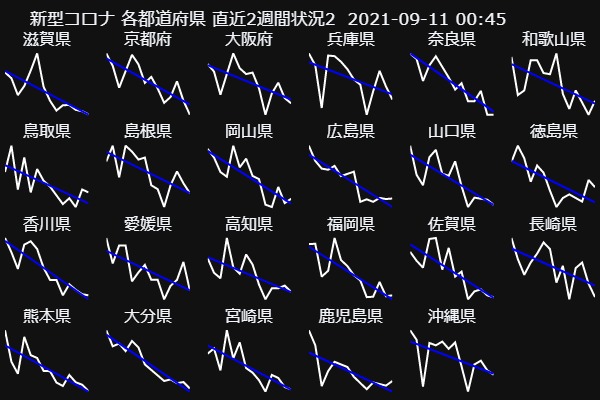 新型コロナ 各都道府県 直近2週間状況2 2021-09-11 00:45
滋賀県 京都府 大阪府 兵庫県 奈良県 和歌山県
鳥取県 島根県 岡山県 広島県 山口県 徳島県
香川県 愛媛県 高知県 福岡県 佐賀県 長崎県
熊本県 大分県 宮崎県 鹿児島県 沖縄県